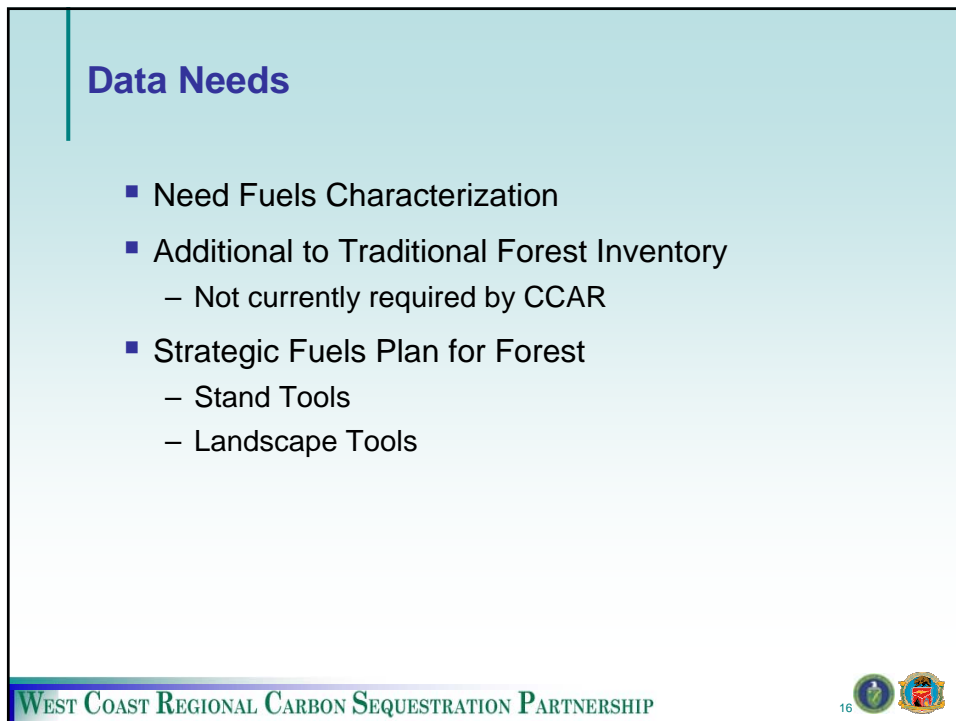 Data Needs
▪ Need Fuels Characterization
▪ Additional to Traditional Forest Inventory
– Not currently required by CCAR
▪ Strategic Fuels Plan for Forest
– Stand Tools
– Landscape Tools
WEST COAST REGIONAL CARBON SEQUESTRATION PARTNERSHIP
16